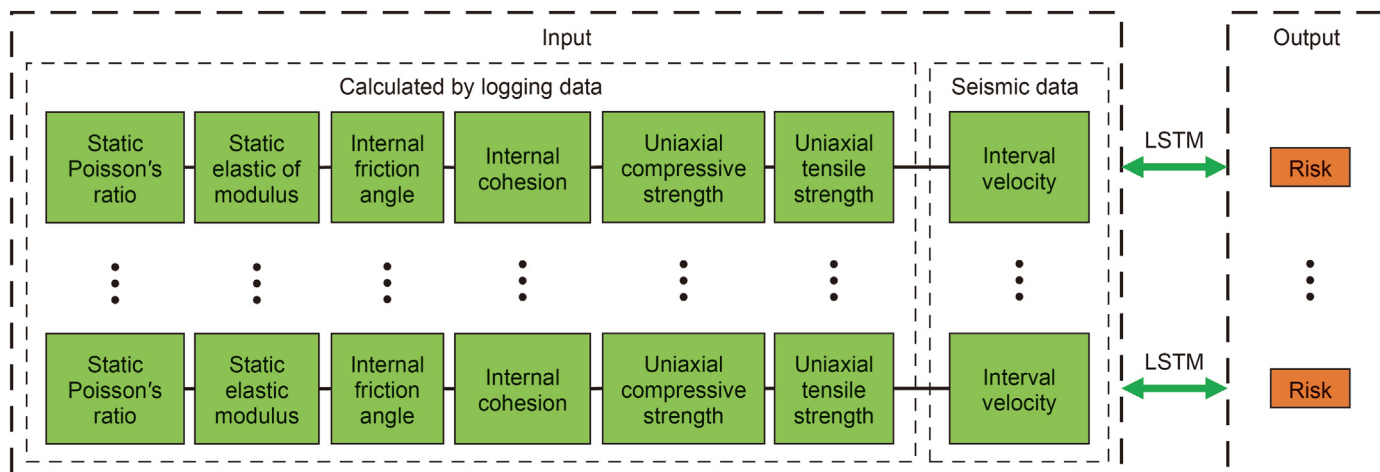 Input
Output
Calculated by logging data
Seismic data
Static
Poisson's
ratio
Static
elastic of
modulus
Internal
friction
angle
Internal
cohesion
Uniaxial
compressive
strength
Uniaxial
tensile
strength
Interval
velocity
LSTM
Risk
Static
Poisson's
ratio
Static
elastic
modulus
Internal
friction
angle
Internal
cohesion
Uniaxial
compressive
strength
Uniaxial
tensile
strength
Interval
velocity
LSTM
Risk